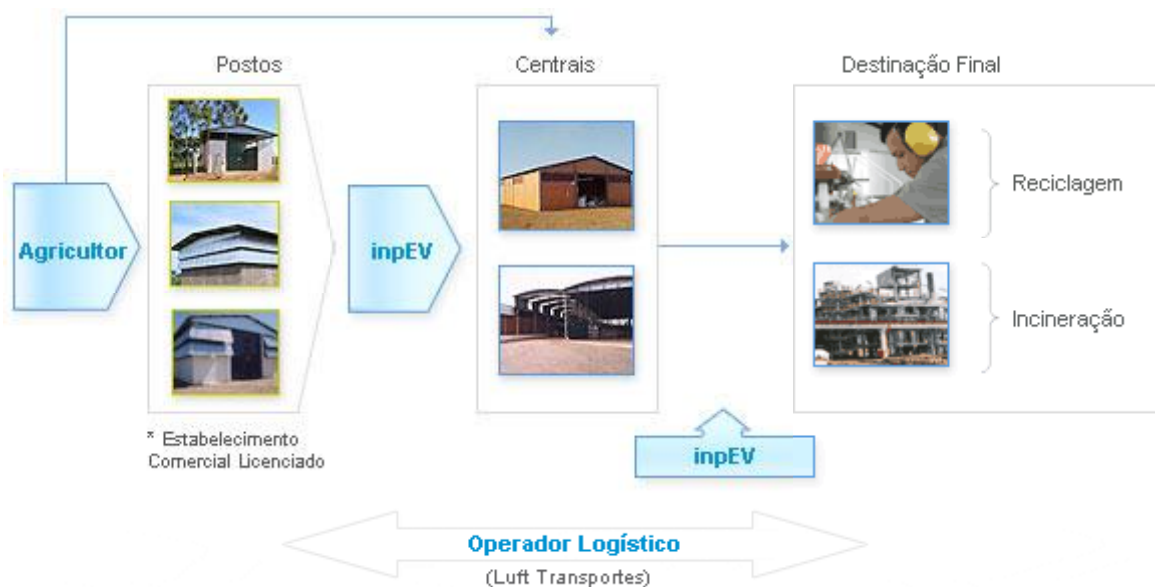 Postos
Centrais
Destinação Final
Agricultor
inpEV
Reciclagem
Incineração
* Estabelecimento
Comercial Licenciado
inpEV
Operador Logístico
(Luft Transportes)